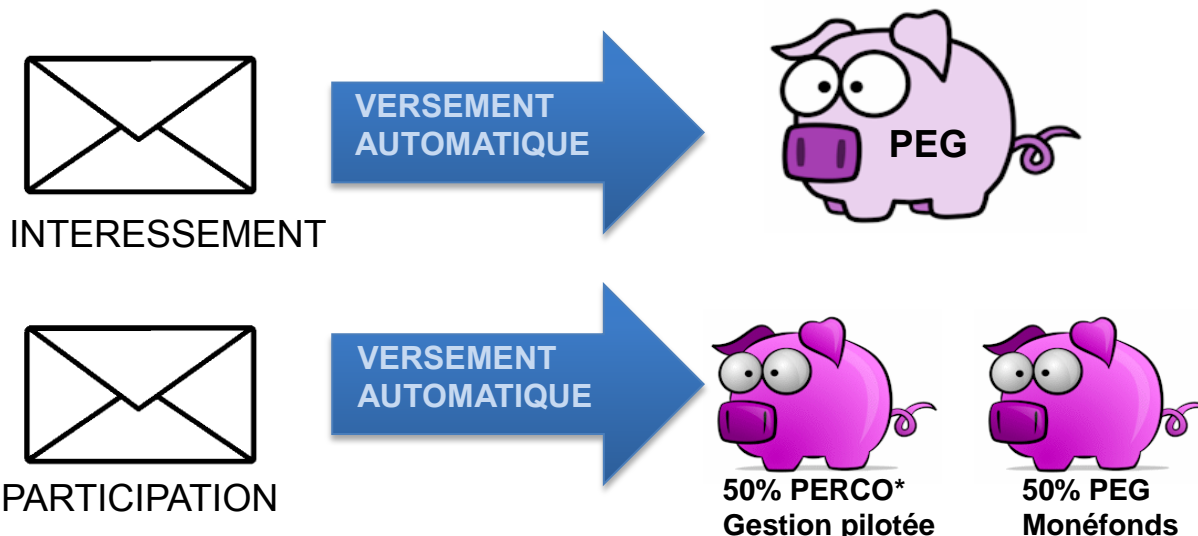 VERSEMENT
AUTOMATIQUE
PEG
INTERESSEMENT
VERSEMENT
AUTOMATIQUE
PARTICIPATION
50% PERCO*
Gestion pilotée
50% PEG
Monéfonds